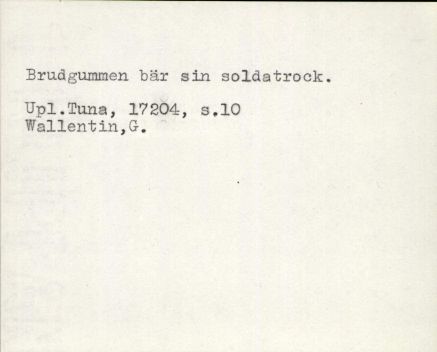 Brudgummen bär sin soldatrock.
Upl.Tuna, 17204, s.10
Wallentin,G.